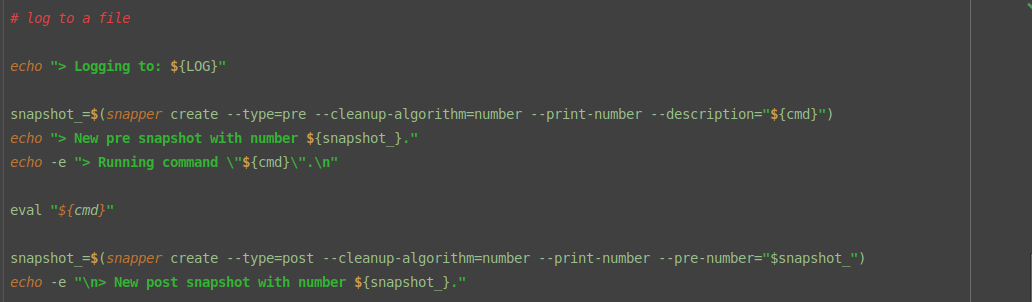 # log to a file
echo "> Logging to: ${LOG}"
snapshot_=$(snapper create --type=pre --cleanup-algorithm=number --print-number --description="${cmd}")
echo "> New pre snapshot with number ${snapshot_}."
echo -e "> Running command \"${cmd}\".\n"
eval "${cmd}"
snapshot_=$(snapper create --type=post --cleanup-algorithm=number --print-number --pre-number="$snapshot_")
echo -e "\n> New post snapshot with number ${snapshot_}."